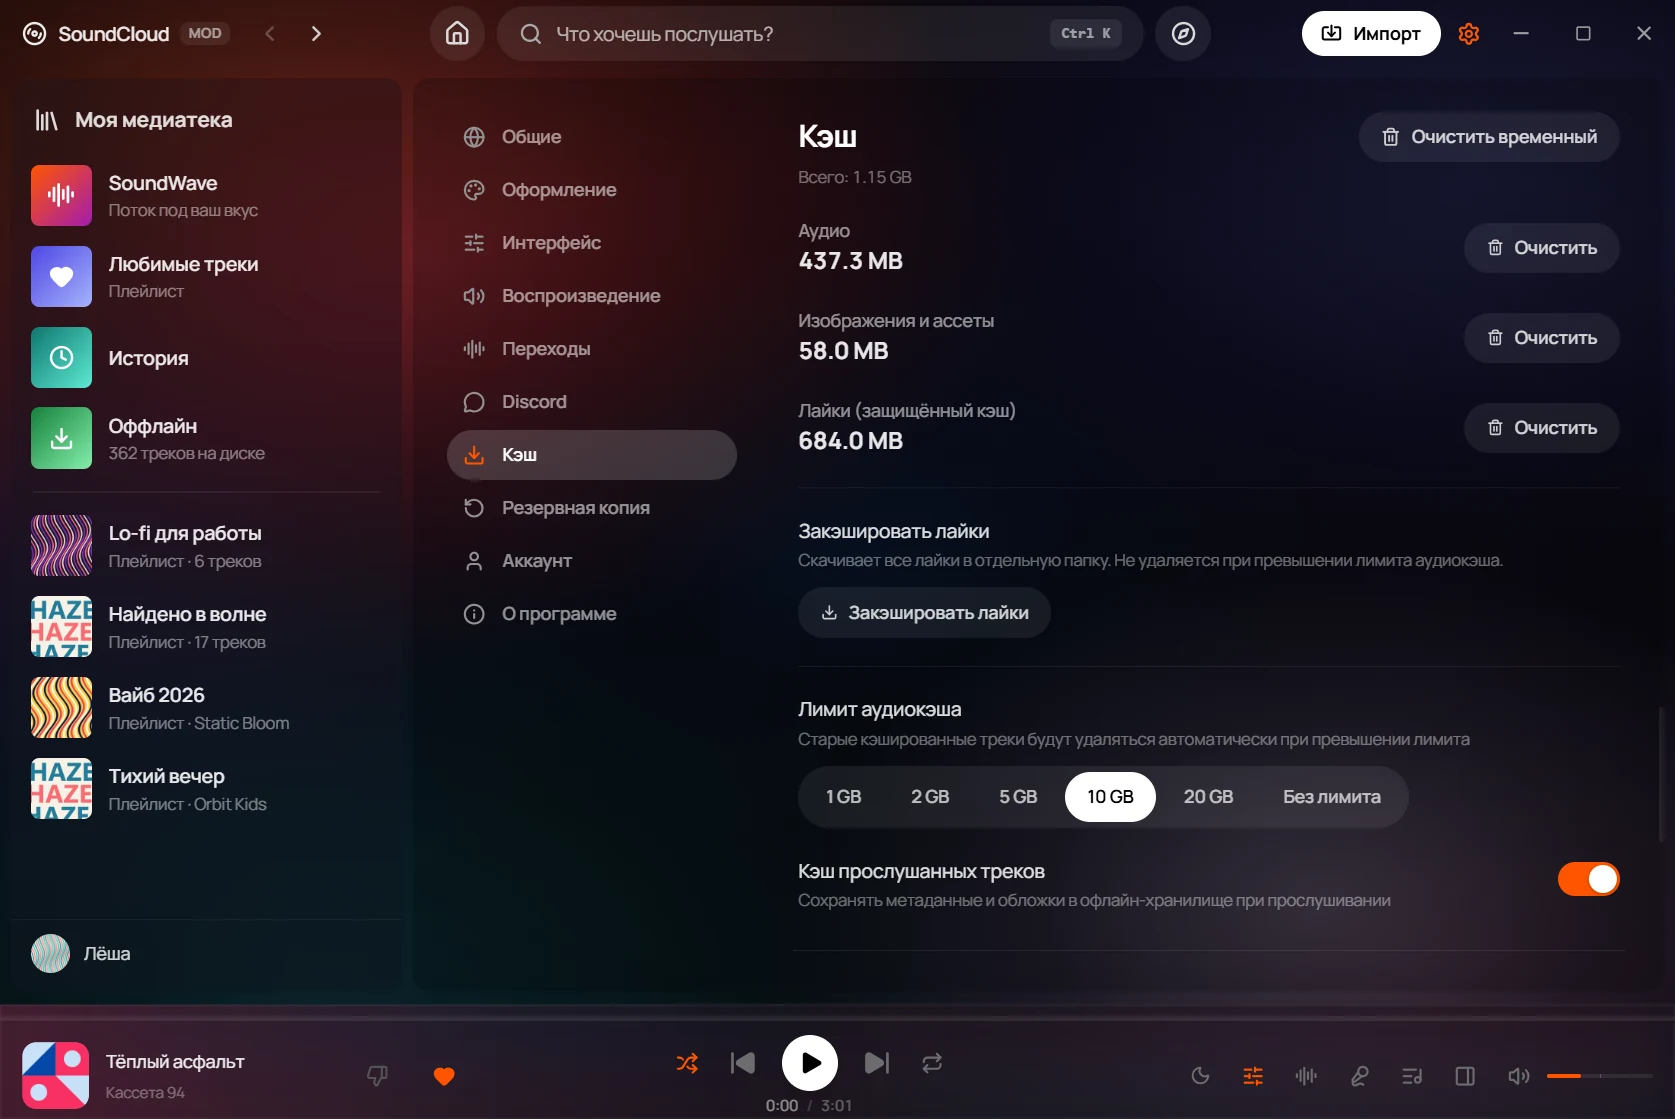 SoundCloud MOD
Что хочешь послушать?
Ctrl K
Импорт
Моя медиатека
SoundWave
Поток под ваш вкус
Любимые треки
Плейлист
История
Оффлайн
362 треков на диске
Lo-fi для работы
Плейлист · 6 треков
HAZE
HAZE
HAZE
Найдено в волне
Плейлист · 17 треков
Вайб 2026
Плейлист · Static Bloom
HAZE
HAZE
HAZE
Тихий вечер
Плейлист · Orbit Kids
Лёша
Общие
Оформление
Интерфейс
Воспроизведение
Переходы
Discord
Кэш
Резервная копия
Аккаунт
О программе
Кэш
Всего: 1.15 GB
Очистить временный
Аудио
437.3 MB
Очистить
Изображения и ассеты
58.0 MB
Очистить
Лайки (защищённый кэш)
684.0 MB
Очистить
Закэшировать лайки
Скачивает все лайки в отдельную папку. Не удаляется при превышении лимита аудиокэша.
Закэшировать лайки
Лимит аудиокэша
Старые кэшированные треки будут удаляться автоматически при превышении лимита
1 GB 2 GB 5 GB 10 GB 20 GB Без лимита
Кэш прослушанных треков
Сохранять метаданные и обложки в офлайн-хранилище при прослушивании
Тёплый асфальт
Кассета 94
0:00 / 3:01